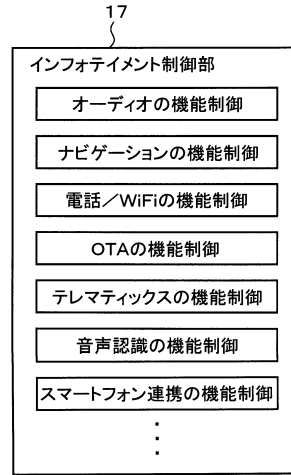 17
インフォテイメント制御部
オーディオの機能制御
ナビゲーションの機能制御
電話／WiFiの機能制御
OTAの機能制御
テレマティックスの機能制御
音声認識の機能制御
スマートフォン連携の機能制御